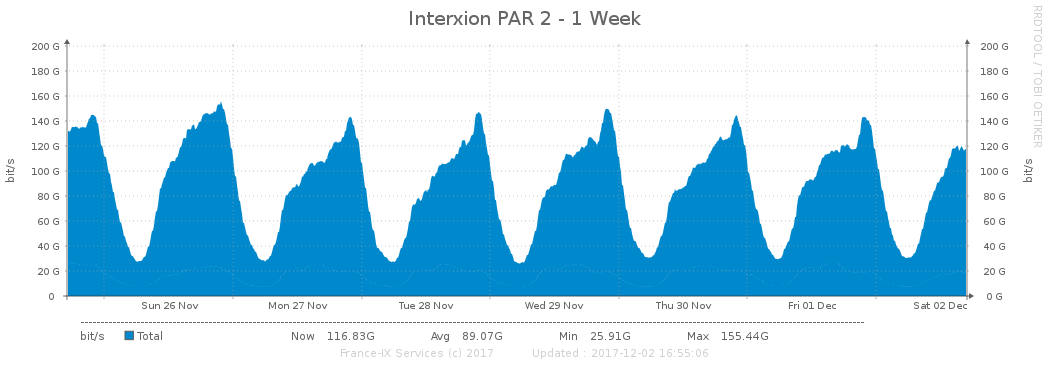 Interxion PAR 2 - 1 Week
RRDTOOL / TOBI OETIKER
200 G 200 G
180 G 180 G
160 G 160 G
140 G 140 G
120 G 120 G
100 G 100 G
80 G 80 G
60 G 60 G
40 G 40 G
20 G 20 G
0 0 G
bit/s bit/s
Sun 26 Nov Mon 27 Nov Tue 28 Nov Wed 29 Nov Thu 30 Nov Fri 01 Dec Sat 02 Dec
bit/s Total Now 116.83G Avg 89.07G Min 25.91G Max 155.44G
France-IX Services (c) 2017 Updated : 2017-12-02 16:55:06